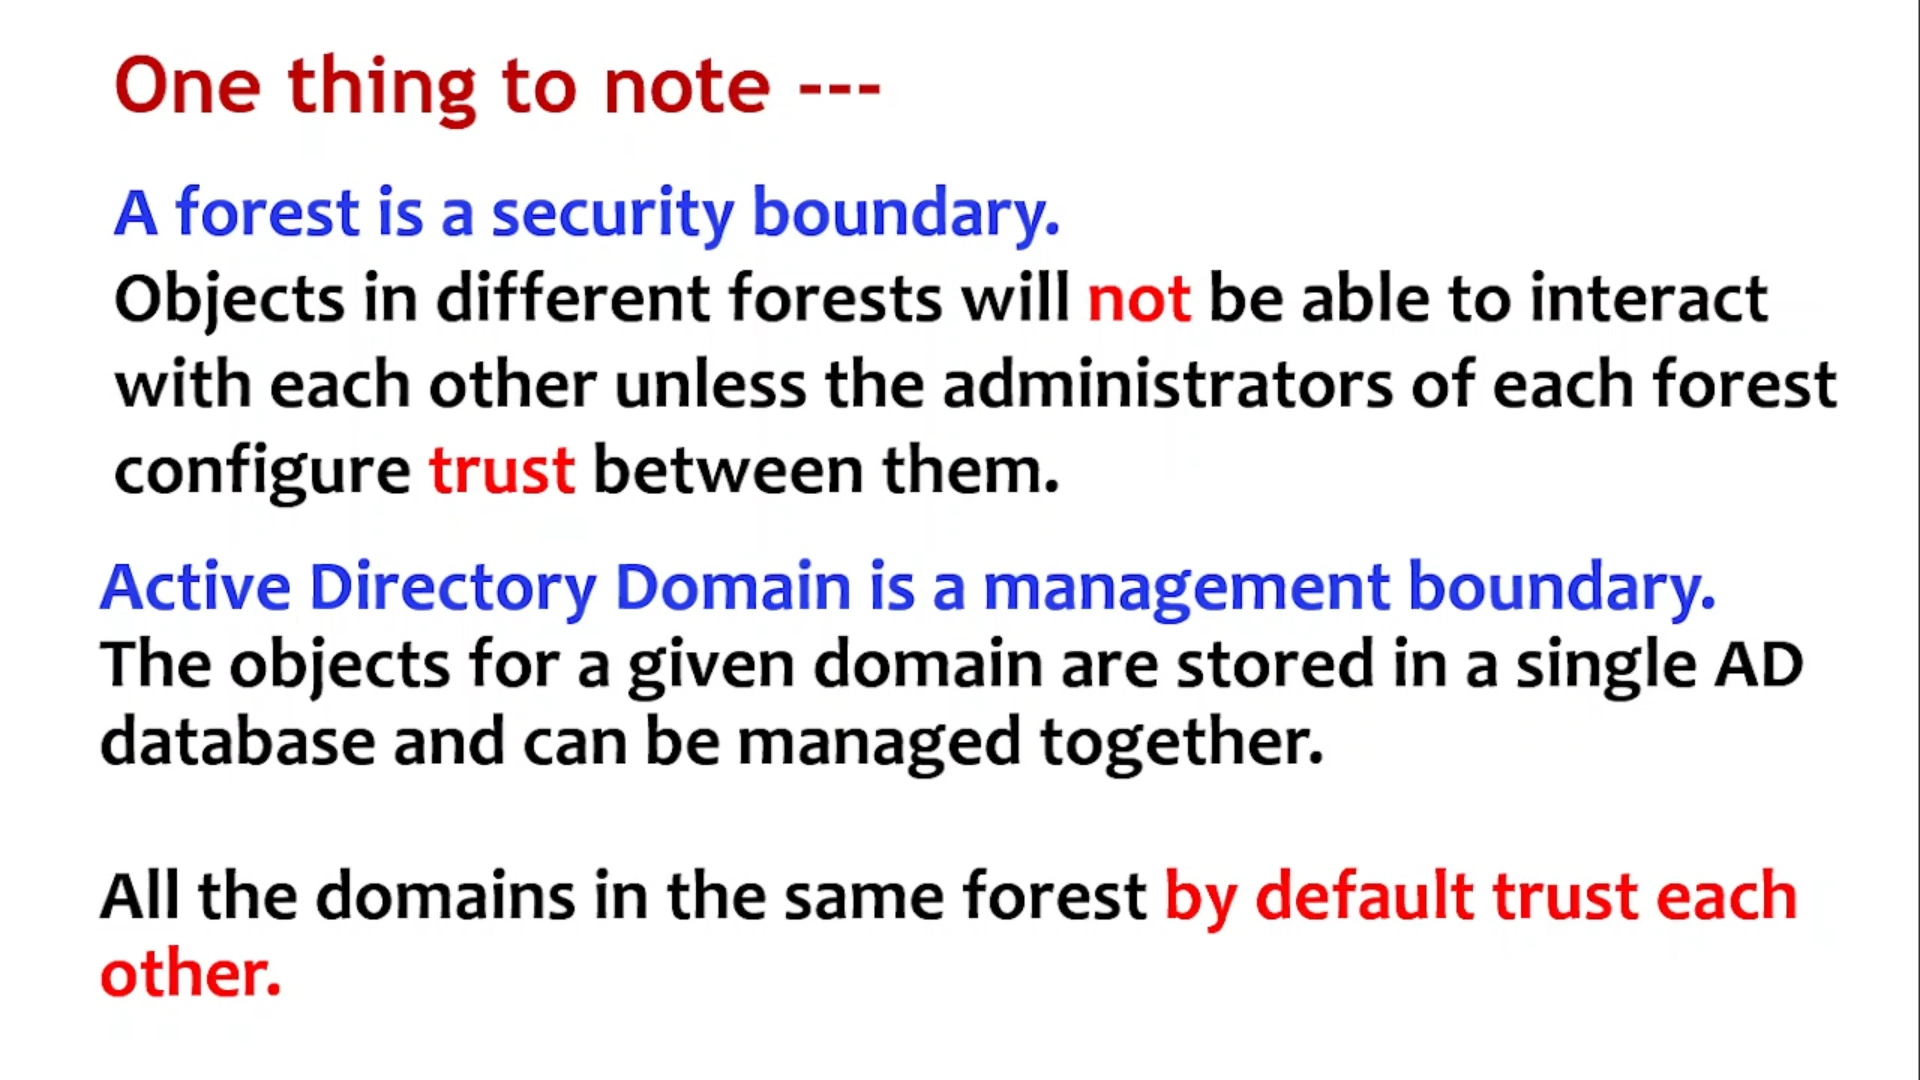 One thing to note ---
A forest is a security boundary.
Objects in different forests will not be able to interact
with each other unless the administrators of each forest
configure trust between them.
Active Directory Domain is a management boundary.
The objects for a given domain are stored in a single AD
database and can be managed together.
All the domains in the same forest by default trust each
other.